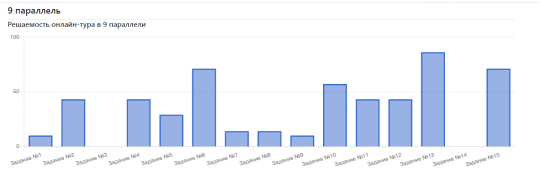 9 параллель
Решаемость онлайн-тура в 9 параллели
100
50
0
Задание №1
Задание №2
Задание №3
Задание №4
Задание №5
Задание №6
Задание №7
Задание №8
Задание №9
Задание №10
Задание №11
Задание №12
Задание №13
Задание №14
Задание №15